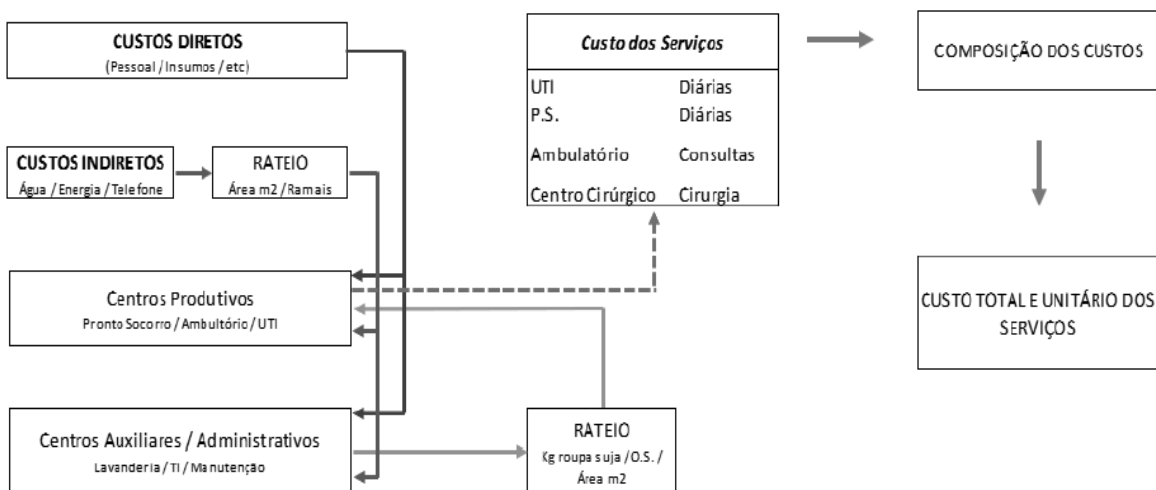 CUSTOS DIRETOS
(Pessoal / Insumos / etc)
CUSTOS INDIRETOS
Água / Energia / Telefone
RATEIO
Área m2 / Ramais
Centros Produtivos
Pronto Socorro / Ambultório / UTI
Centros Auxiliares / Administrativos
Lavanderia / TI / Manutenção
RATEIO
Kg roupa suja / O.S. /
Área m2
Custo dos Serviços
UTI Diárias
P.S. Diárias
Ambulatório Consultas
Centro Cirúrgico Cirurgia
COMPOSIÇÃO DOS CUSTOS
CUSTO TOTAL E UNITÁRIO DOS
SERVIÇOS